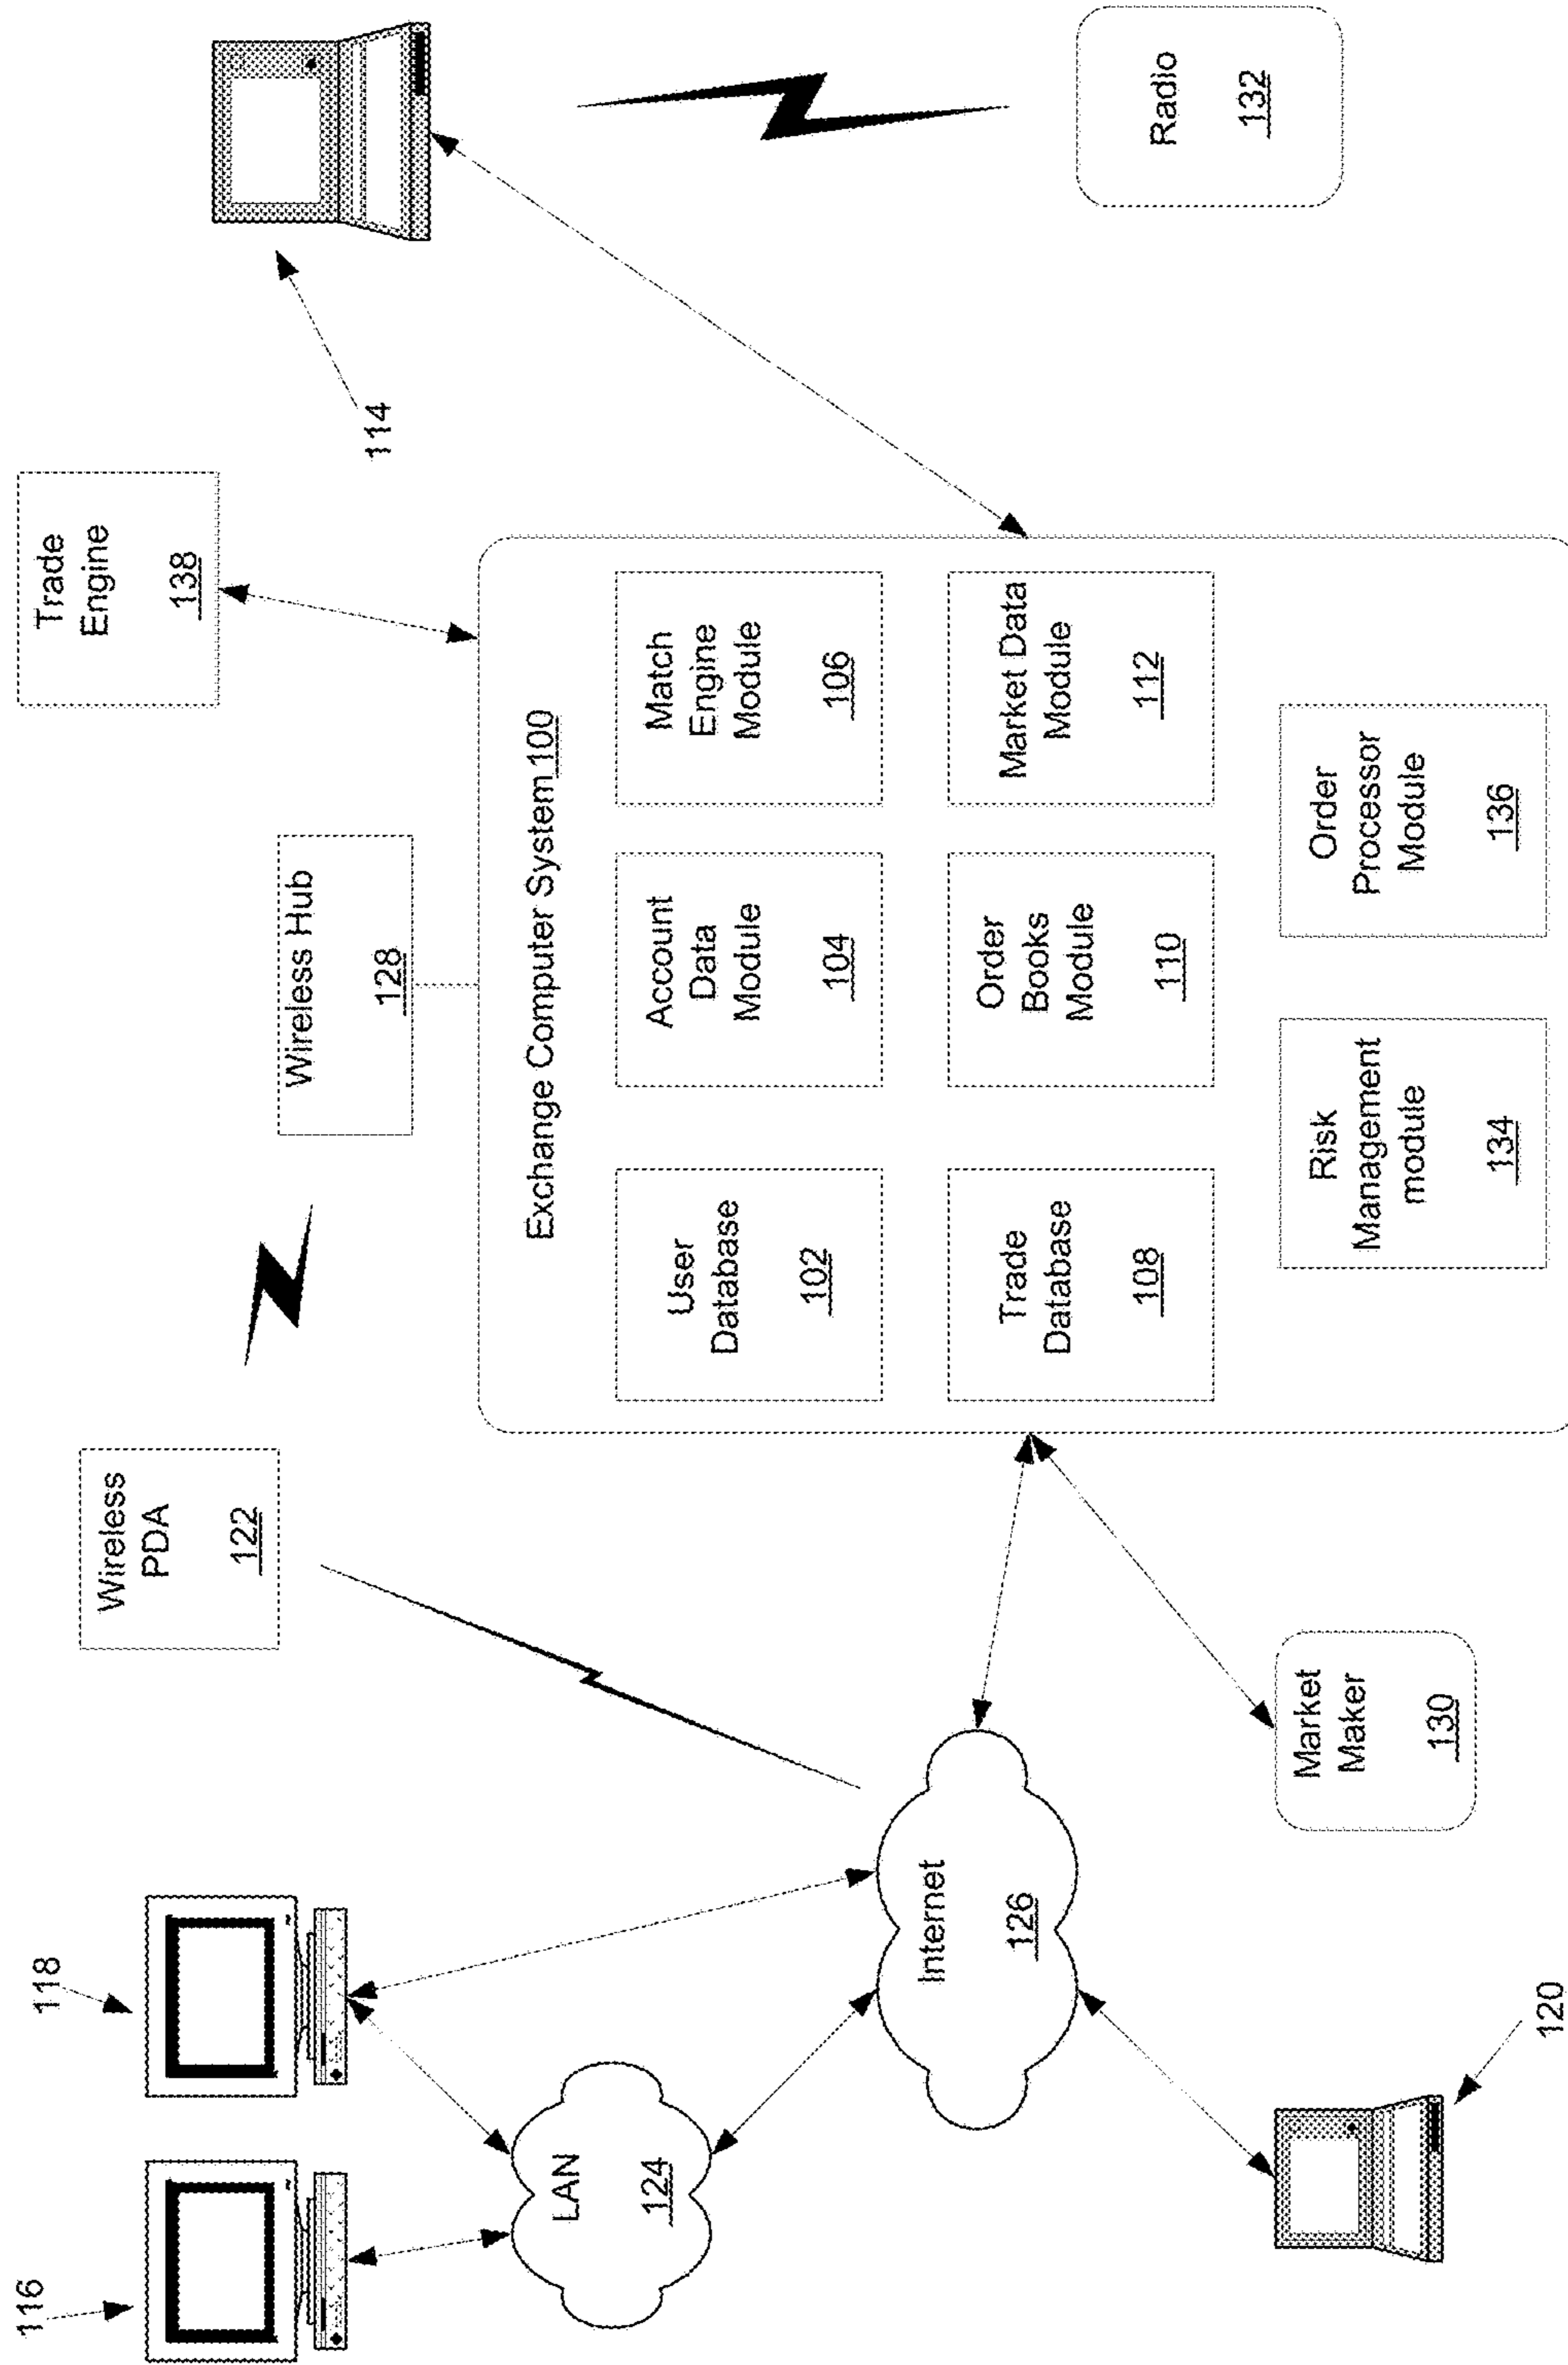 116
118
Wireless
PDA
122
Wireless Hub
128
Trade
Engine
138
114
LAN
124
Internet
126
120
Market
Maker
130
Exchange Computer System 100
User
Database
102
Account
Data
Module
104
Match
Engine
Module
106
Trade
Database
108
Order
Books
Module
110
Market Data
Module
112
Risk
Management
module
134
Order
Processor
Module
136
Radio
132